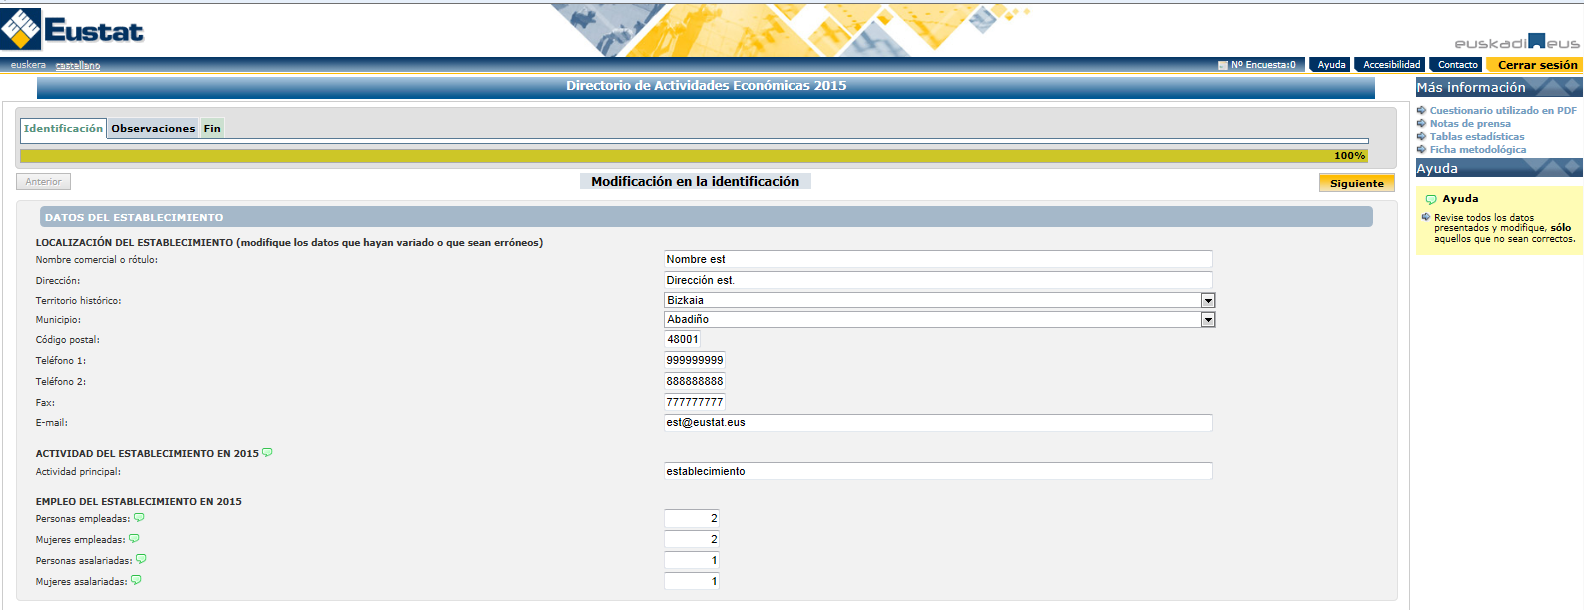 Eustat
euskadi.eus
euskera castellano
Nº Encuesta:0 Ayuda Accesibilidad Contacto Cerrar sesión
Directorio de Actividades Económicas 2015
Identificación Observaciones Fin
100%
Anterior
Modificación en la identificación
Siguiente
DATOS DEL ESTABLECIMIENTO
LOCALIZACIÓN DEL ESTABLECIMIENTO (modifique los datos que hayan variado o que sean erróneos)
Nombre comercial o rótulo: Nombre est
Dirección: Dirección est.
Territorio histórico: Bizkaia
Municipio: Abadiño
Código postal: 48001
Teléfono 1: 999999999
Teléfono 2: 888888888
Fax: 777777777
E-mail: est@eustat.eus
ACTIVIDAD DEL ESTABLECIMIENTO EN 2015
Actividad principal: establecimiento
EMPLEO DEL ESTABLECIMIENTO EN 2015
Personas empleadas: 2
Mujeres empleadas: 2
Personas asalariadas: 1
Mujeres asalariadas: 1
Más información
Cuestionario utilizado en PDF
Notas de prensa
Tablas estadísticas
Ficha metodológica
Ayuda
Ayuda
Revise todos los datos
presentados y modifique, sólo
aquellos que no sean correctos.